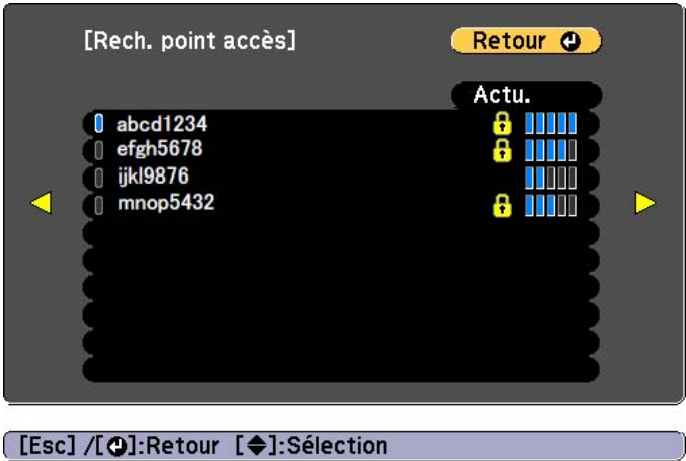 [Rech. point accès]
Retour
Actu.
abcd1234
efgh5678
ijkl9876
mnop5432
[Esc] /[]:Retour []:Sélection